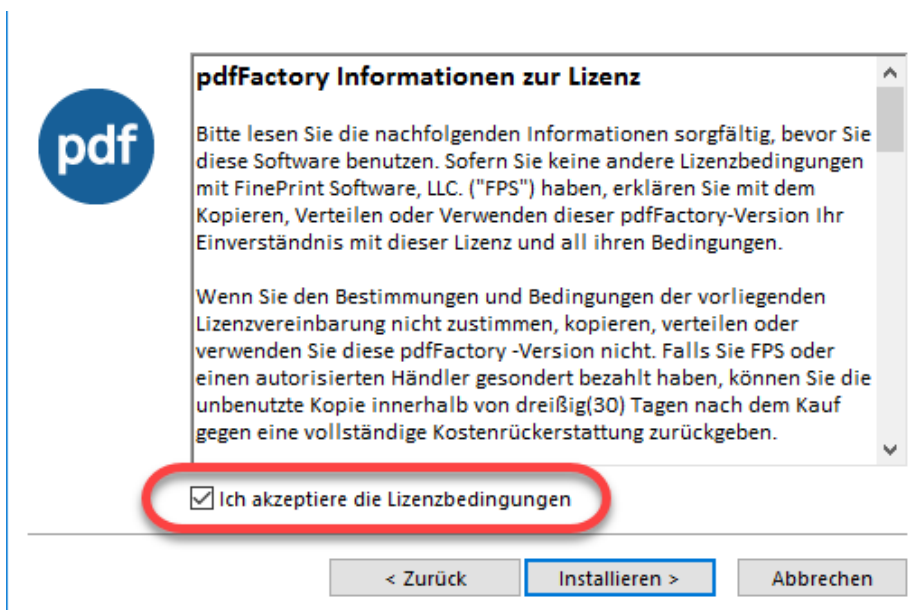 pdfFactory Informationen zur Lizenz
pdf
Bitte lesen Sie die nachfolgenden Informationen sorgfältig, bevor Sie
diese Software benutzen. Sofern Sie keine andere Lizenzbedingungen
mit FinePrint Software, LLC. ("FPS") haben, erklären Sie mit dem
Kopieren, Verteilen oder Verwenden dieser pdfFactory-Version Ihr
Einverständnis mit dieser Lizenz und all ihren Bedingungen.
Wenn Sie den Bestimmungen und Bedingungen der vorliegenden
Lizenzvereinbarung nicht zustimmen, kopieren, verteilen oder
verwenden Sie diese pdfFactory -Version nicht. Falls Sie FPS oder
einen autorisierten Händler gesondert bezahlt haben, können Sie die
unbenutzte Kopie innerhalb von dreißig(30) Tagen nach dem Kauf
gegen eine vollständige Kostenrückerstattung zurückgeben.
Ich akzeptiere die Lizenzbedingungen
< Zurück
Installieren >
Abbrechen